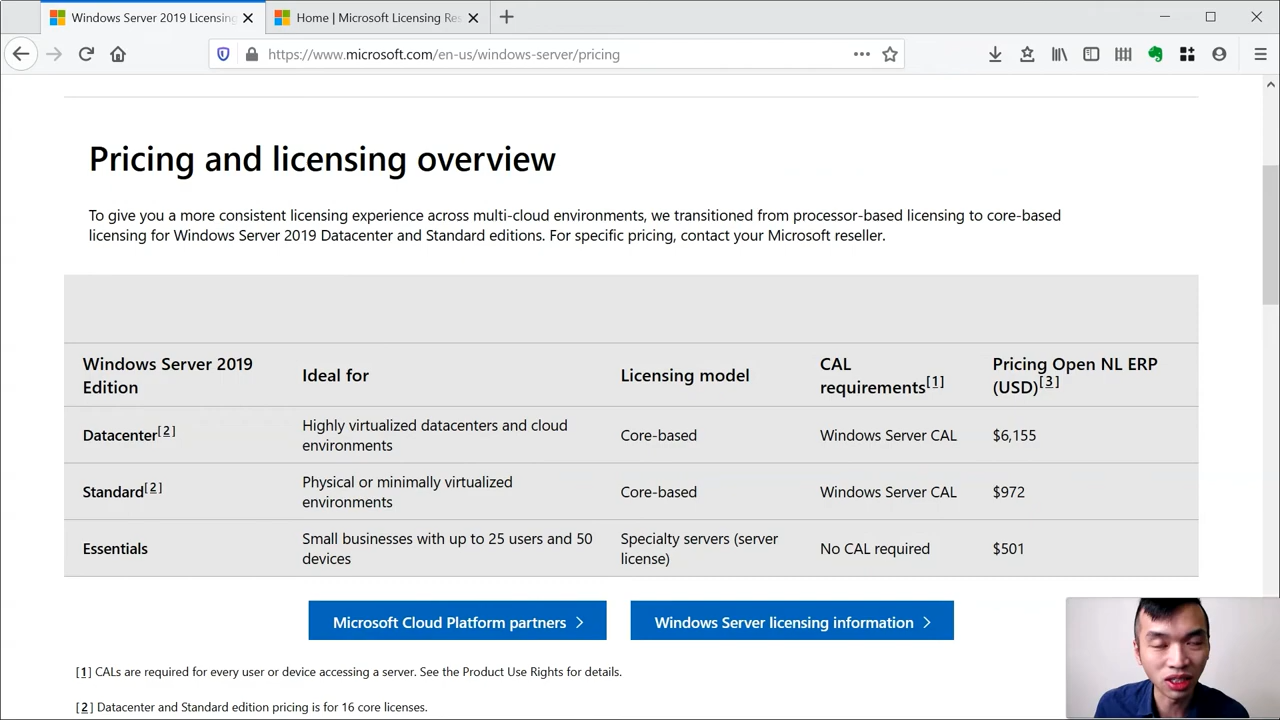 Windows Server 2019 Licensing
Home | Microsoft Licensing Res
https://www.microsoft.com/en-us/windows-server/pricing
Pricing and licensing overview
To give you a more consistent licensing experience across multi-cloud environments, we transitioned from processor-based licensing to core-based
licensing for Windows Server 2019 Datacenter and Standard editions. For specific pricing, contact your Microsoft reseller.
Windows Server 2019 Edition
Ideal for
Licensing model
CAL requirements[1]
Pricing Open NL ERP (USD)[3]
Datacenter[2]
Highly virtualized datacenters and cloud environments
Core-based
Windows Server CAL
$6,155
Standard[2]
Physical or minimally virtualized environments
Core-based
Windows Server CAL
$972
Essentials
Small businesses with up to 25 users and 50 devices
Specialty servers (server license)
No CAL required
$501
Microsoft Cloud Platform partners
Windows Server licensing information
[1] CALs are required for every user or device accessing a server. See the Product Use Rights for details.
[2] Datacenter and Standard edition pricing is for 16 core licenses.